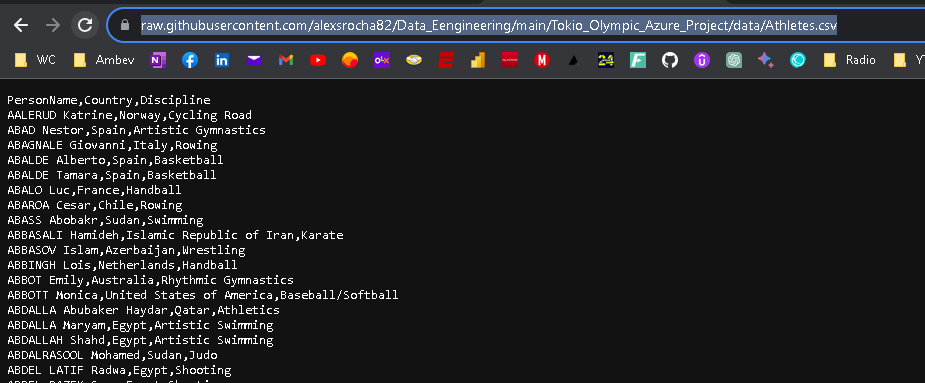 raw.githubusercontent.com/alexsrocha82/Data_Eengineering/main/Tokio_Olympic_Azure_Project/data/Athletes.csv
WC Ambev Radio
PersonName,Country,Discipline
AALERUD Katrine,Norway,Cycling Road
ABAD Nestor,Spain,Artistic Gymnastics
ABAGNALE Giovanni,Italy,Rowing
ABALDE Alberto,Spain,Basketball
ABALDE Tamara,Spain,Basketball
ABALO Luc,France,Handball
ABAROA Cesar,Chile,Rowing
ABASS Abobakr,Sudan,Swimming
ABBASALI Hamideh,Islamic Republic of Iran,Karate
ABBASOV Islam,Azerbaijan,Wrestling
ABBINGH Lois,Netherlands,Handball
ABBOT Emily,Australia,Rhythmic Gymnastics
ABBOTT Monica,United States of America,Baseball/Softball
ABDALLA Abubaker Haydar,Qatar,Athletics
ABDALLA Maryam,Egypt,Artistic Swimming
ABDALLAH Shahd,Egypt,Artistic Swimming
ABDALRASOOL Mohamed,Sudan,Judo
ABDEL LATIF Radwa,Egypt,Shooting